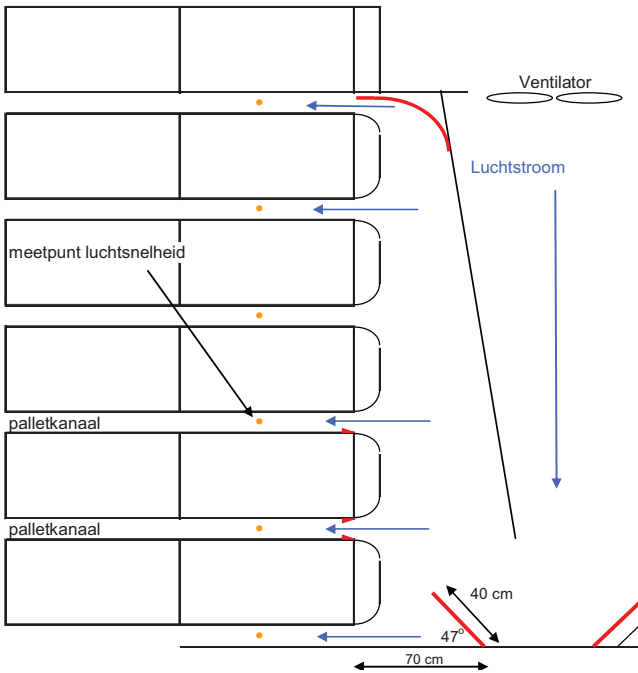 Ventilator
Luchtstroom
meetpunt luchtsnelheid
palletkanaal
palletkanaal
40 cm
47°
70 cm